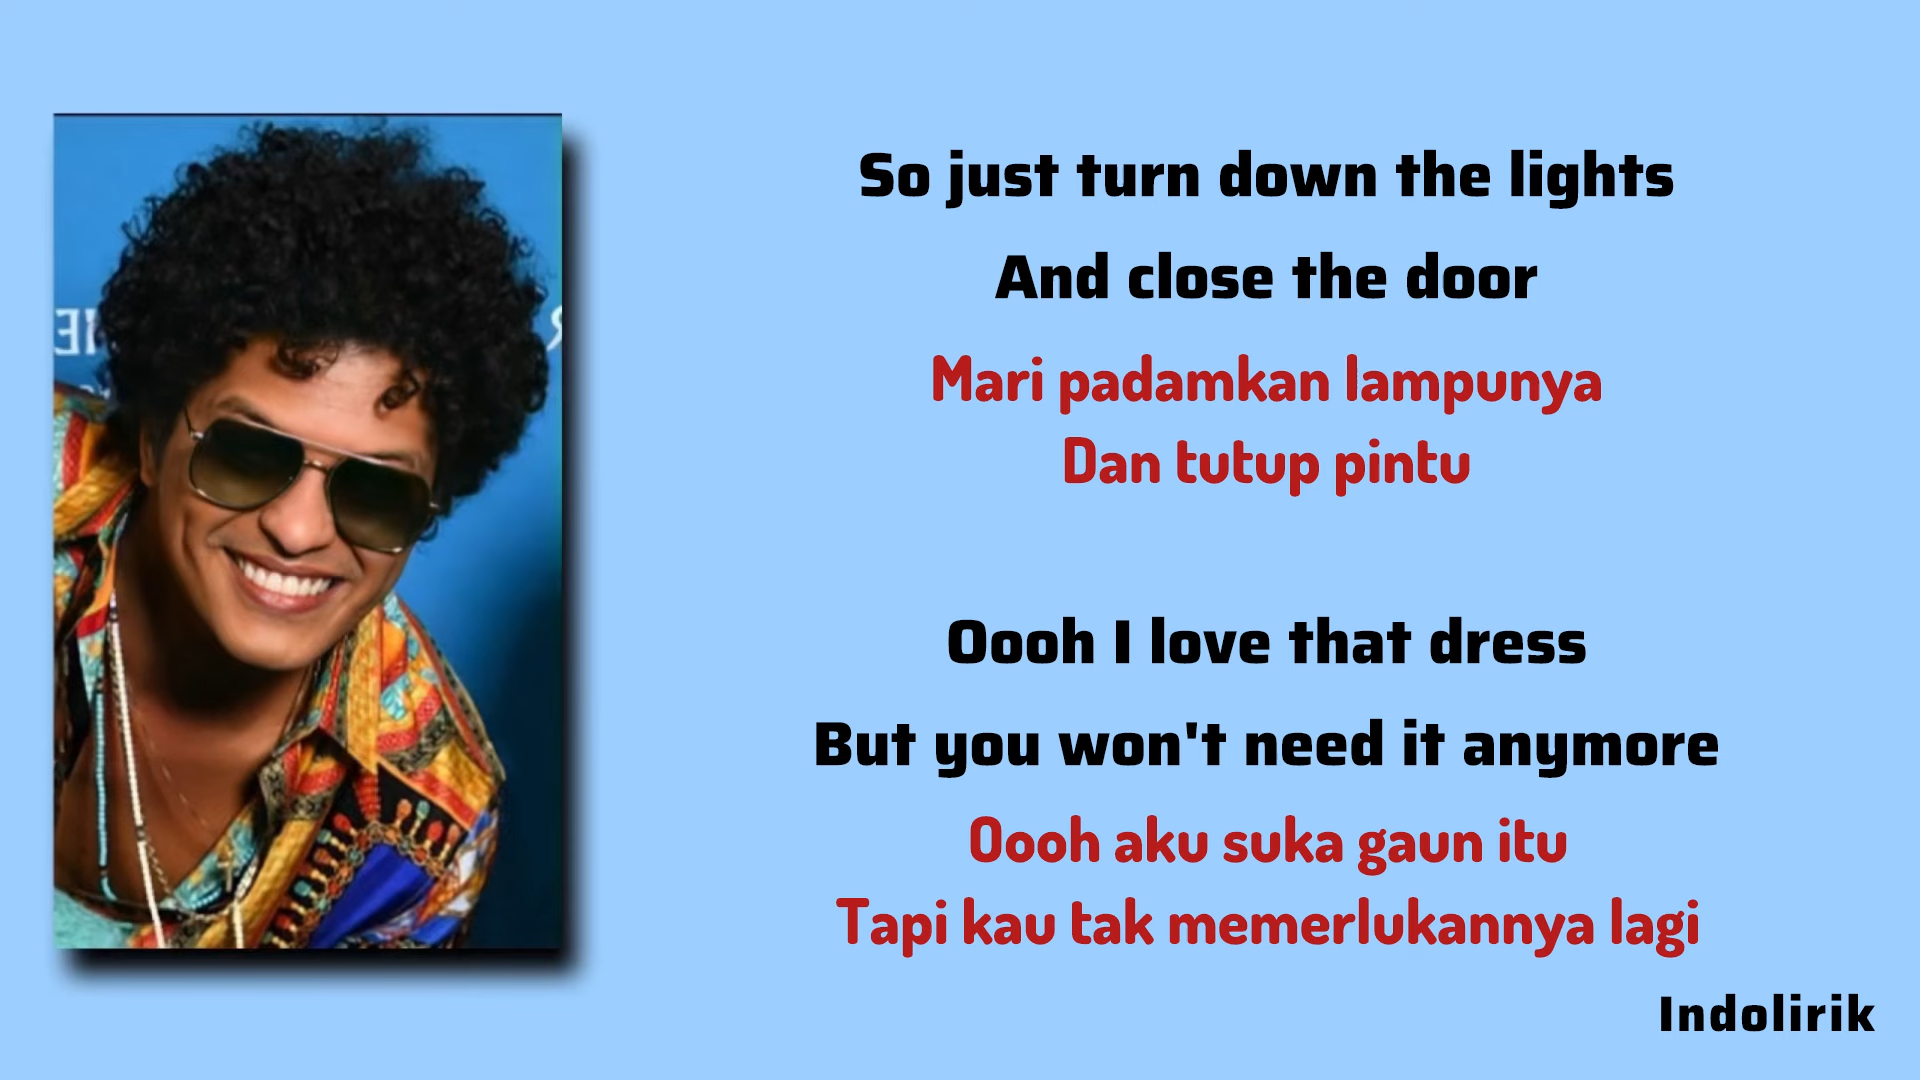 So just turn down the lights
And close the door
Mari padamkan lampunya
Dan tutup pintu
Oooh I love that dress
But you won't need it anymore
Oooh aku suka gaun itu
Tapi kau tak memerlukannya lagi
Indolirik